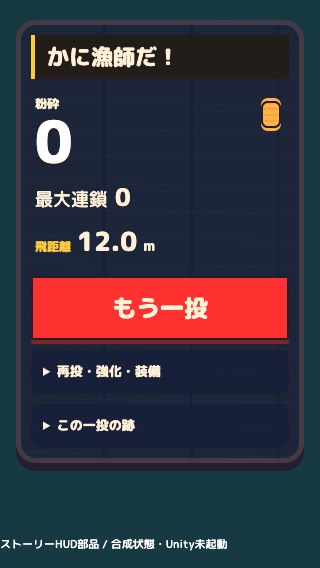 かに漁師だ！
粉砕
0
最大連鎖 0
飛距離 12.0 m
もう一投
▶ 再投・強化・装備
▶ この一投の跡
ストーリーHUD部品 / 合成状態・Unity未起動